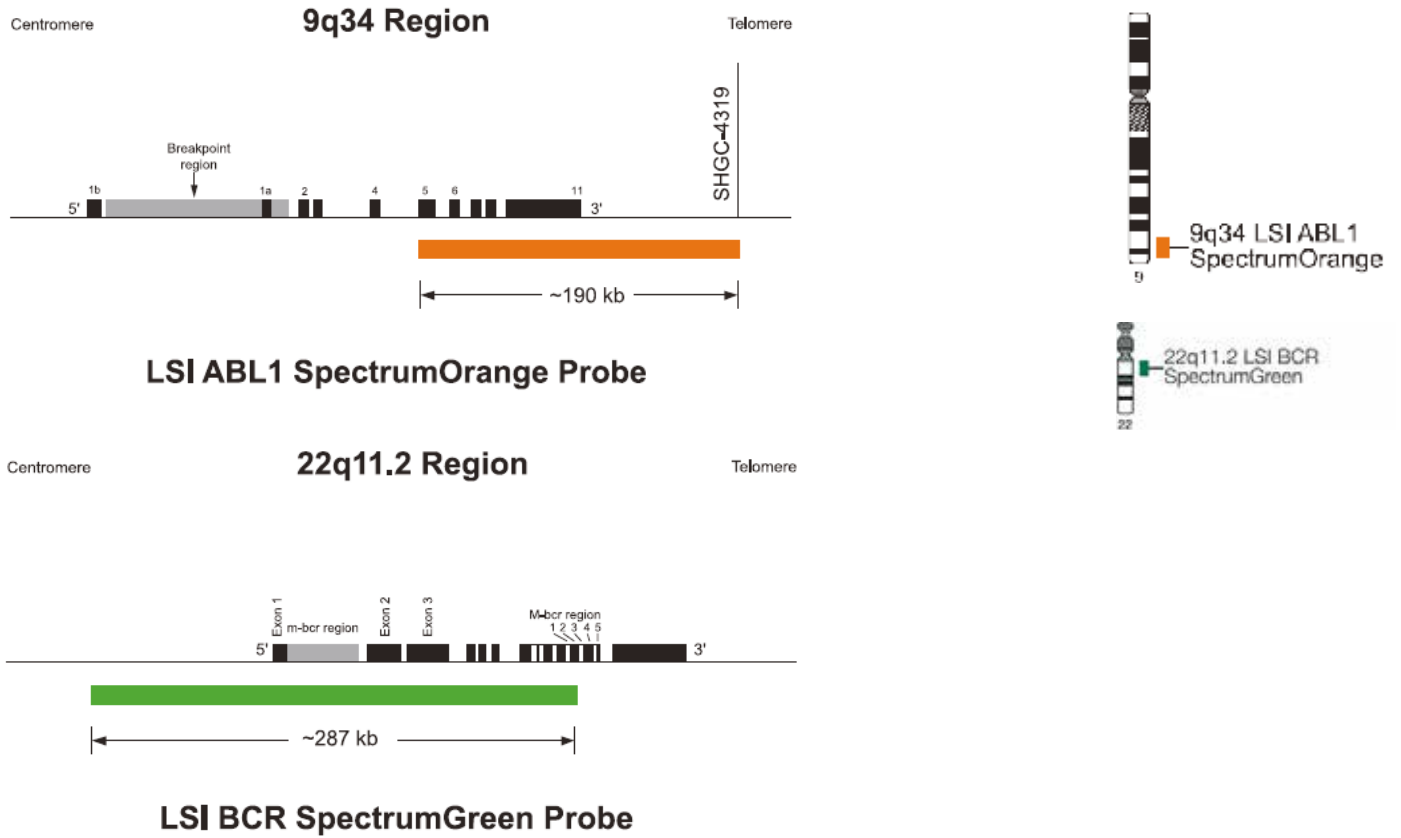 Centromere 9q34 Region Telomere
SHGC-4319
Breakpoint
region
1b 1a 2 4 5 6 11
5' 3'
~190 kb
LSI ABL1 SpectrumOrange Probe
9q34 LSI ABL1
SpectrumOrange
9
22q11.2 LSI BCR
SpectrumGreen
22
Centromere 22q11.2 Region Telomere
Exon 1
m-bcr region
Exon 2
Exon 3
M-bcr region
1 2 3 4 5
5' 3'
~287 kb
LSI BCR SpectrumGreen Probe